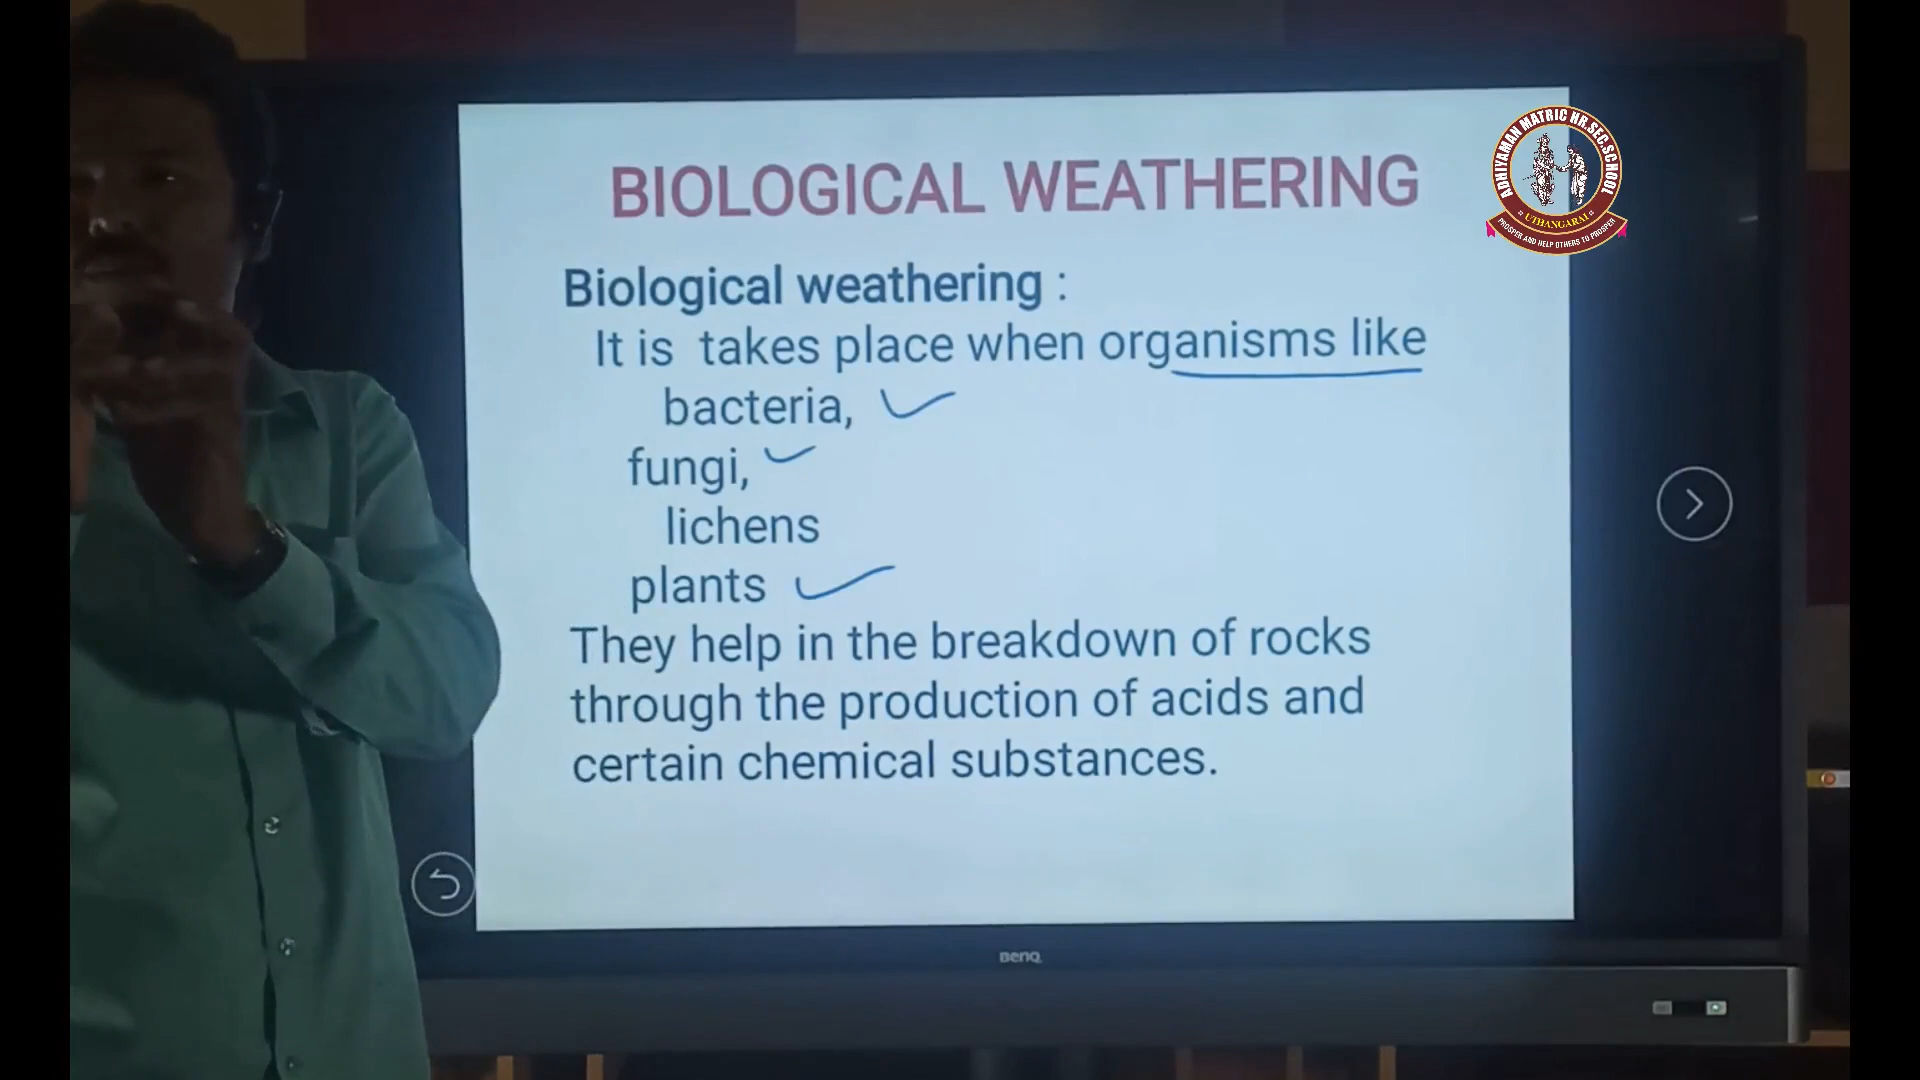 BIOLOGICAL WEATHERING
Biological weathering :
It is takes place when organisms like
bacteria,
fungi,
lichens
plants
They help in the breakdown of rocks
through the production of acids and
certain chemical substances.
ADHIYAMAN MATRIC HR.SEC.SCHOOL
UTHANGARAI
PROSPER AND HELP OTHERS TO PROSPER
BenQ